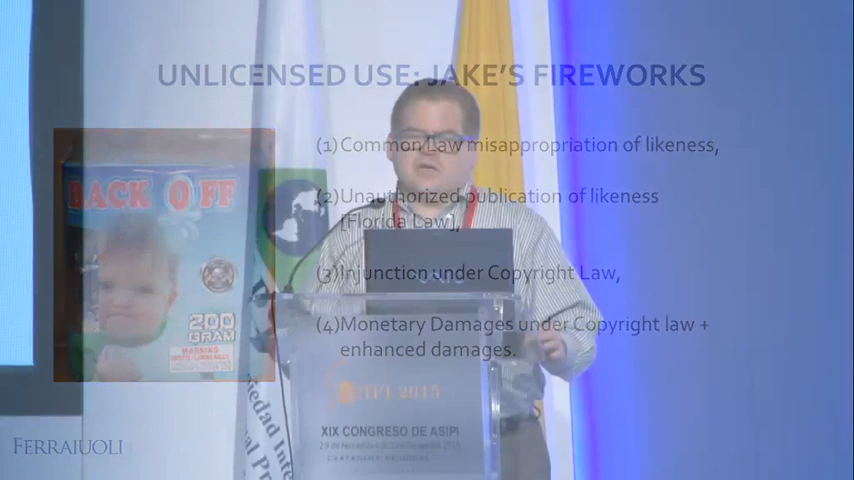 UNLICENSED USE: JAKE'S FIREWORKS
(1)Common law misappropriation of likeness,
(2)Unauthorized publication of likeness
[Florida Law],
(3)Injunction under Copyright Law,
(4)Monetary Damages under Copyright law +
enhanced damages.
BACK OFF
200
GRAM
WARNING
XIX CONGRESO DE ASIPI
FERRAIUOLI